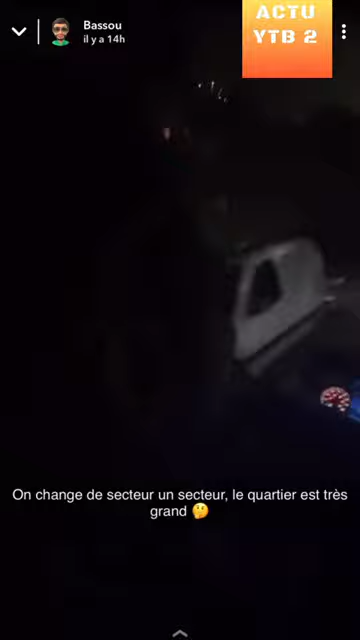 Bassou
il y a 14h
ACTU
YTB 2
On change de secteur un secteur, le quartier est très
grand 🤔